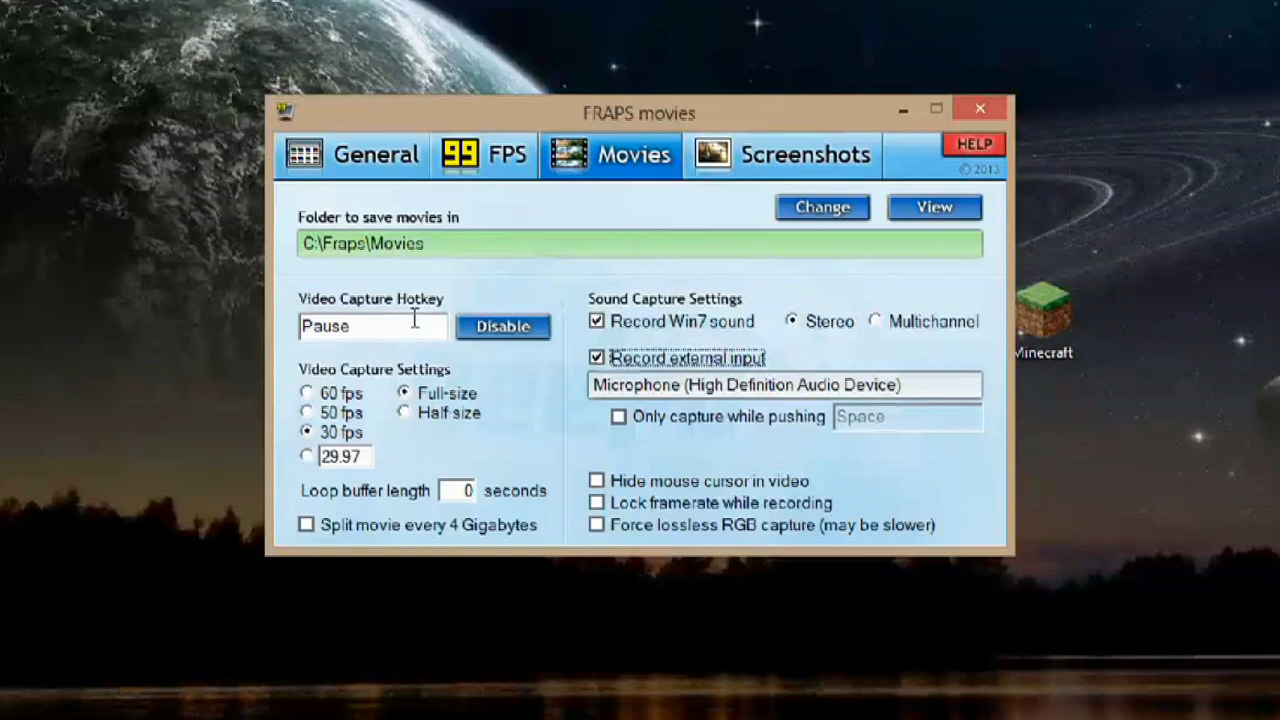 FRAPS movies
General
99 FPS
Movies
Screenshots
HELP
© 2013
Folder to save movies in
Change
View
C:\Fraps\Movies
Video Capture Hotkey
Pause
Disable
Video Capture Settings
60 fps
Full-size
50 fps
Half size
30 fps
29.97
Loop buffer length 0 seconds
Split movie every 4 Gigabytes
Sound Capture Settings
Record Win7 sound
Stereo
Multichannel
Record external input
Microphone (High Definition Audio Device)
Only capture while pushing Space
Hide mouse cursor in video
Lock framerate while recording
Force lossless RGB capture (may be slower)
Minecraft